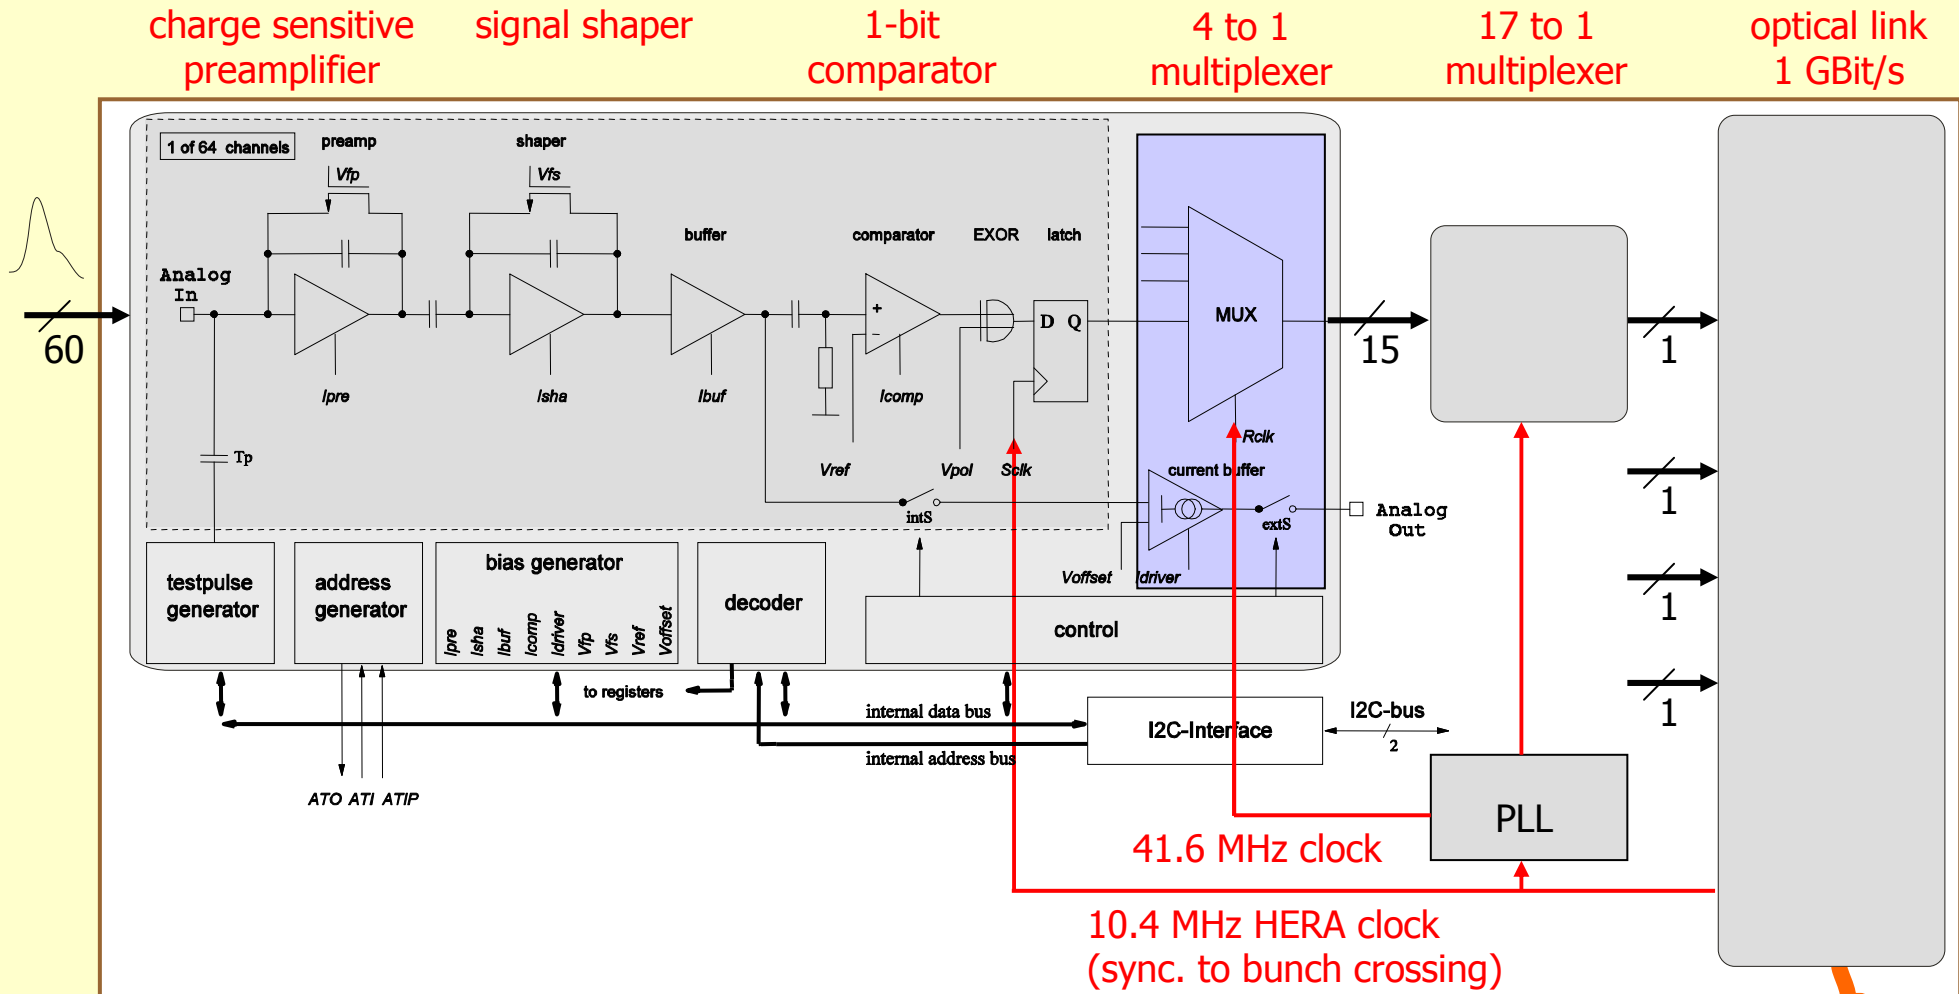 charge sensitive
preamplifier
signal shaper
1-bit
comparator
4 to 1
multiplexer
17 to 1
multiplexer
optical link
1 GBit/s
1 of 64 channels
preamp
Vfp
shaper
Vfs
buffer
comparator
EXOR
latch
Analog
In
60
+
−
D Q
MUX
15
1
Ipre
Isha
Ibuf
Icomp
Rclk
Tp
Vref
Vpol
Sclk
current buffer
1
intS
extS
Analog
Out
Voffset
Idriver
1
testpulse
generator
address
generator
bias generator
Ipre
Isha
Ibuf
Icomp
Idriver
Vfp
Vfs
Vref
Voffset
decoder
control
1
to registers
internal data bus
internal address bus
I2C-Interface
I2C-bus
2
ATO ATI ATIP
PLL
41.6 MHz clock
10.4 MHz HERA clock
(sync. to bunch crossing)